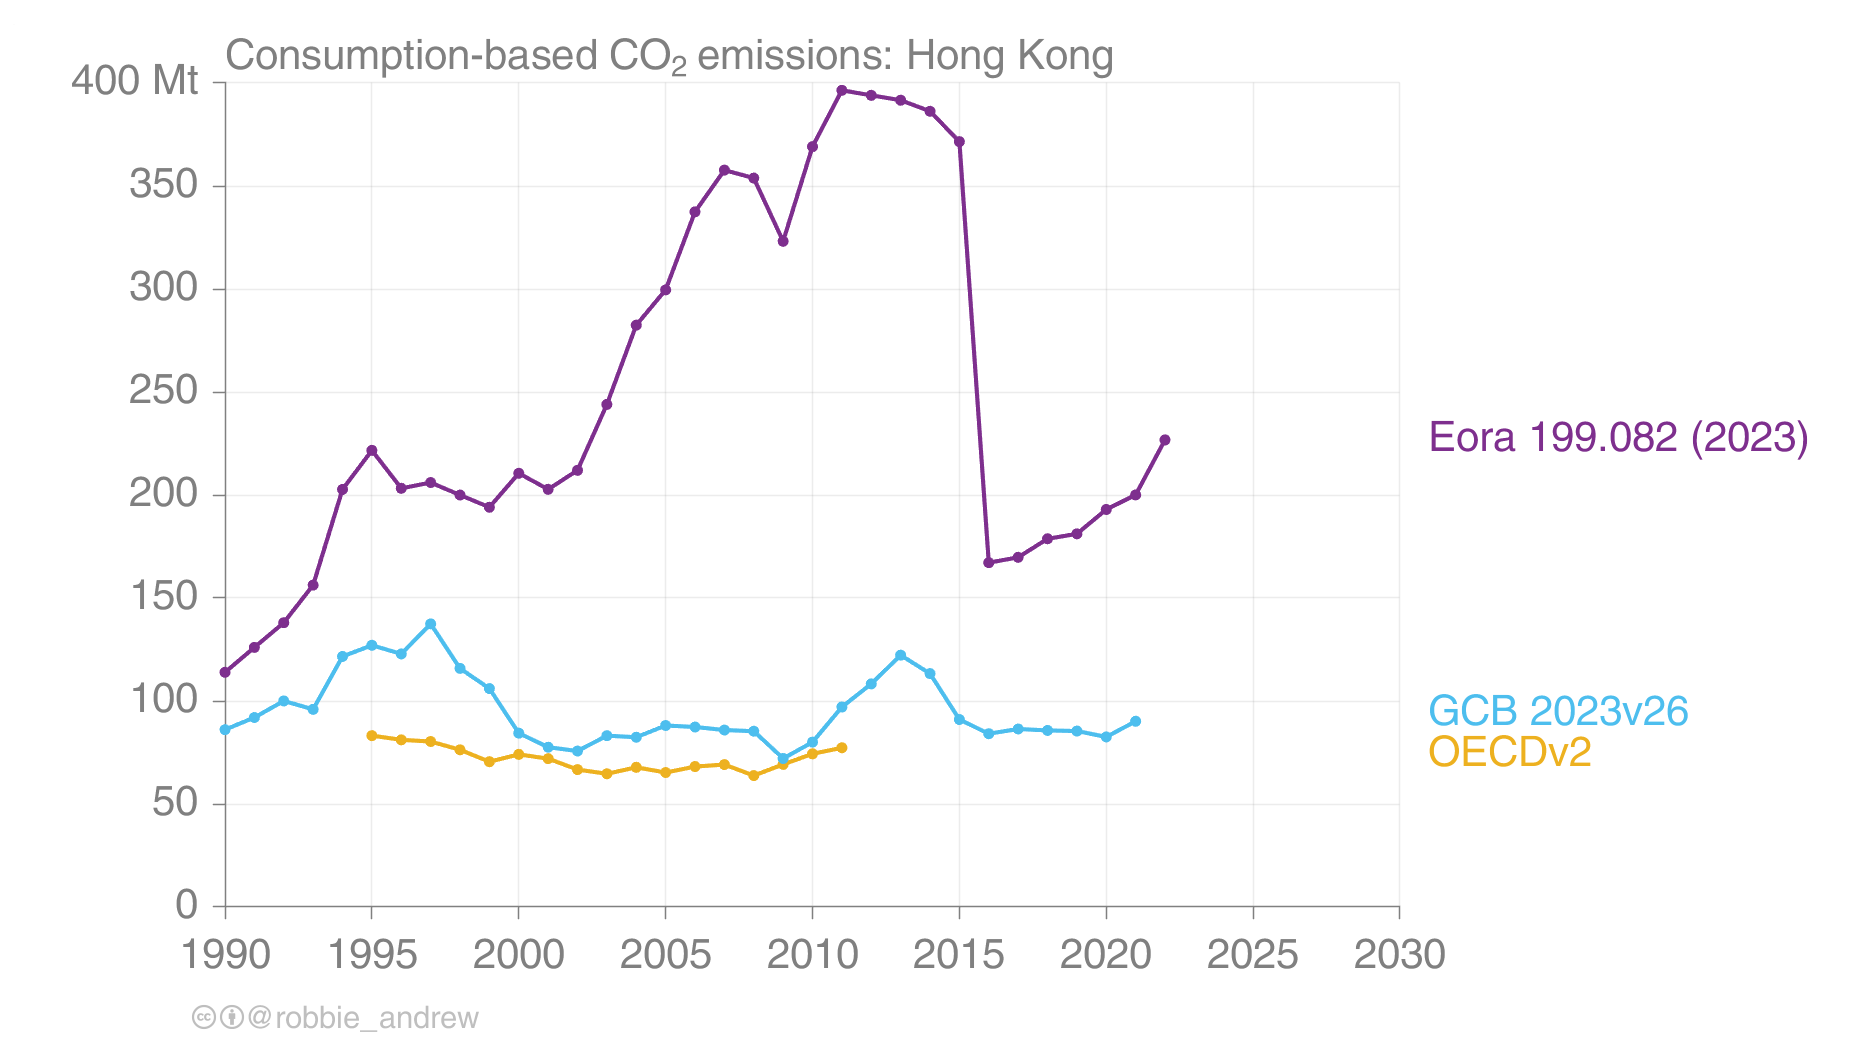 Consumption-based CO₂ emissions: Hong Kong
400 Mt
350
300
250
200
150
100
50
0
1990 1995 2000 2005 2010 2015 2020 2025 2030
Eora 199.082 (2023)
GCB 2023v26
OECDv2
@robbie_andrew